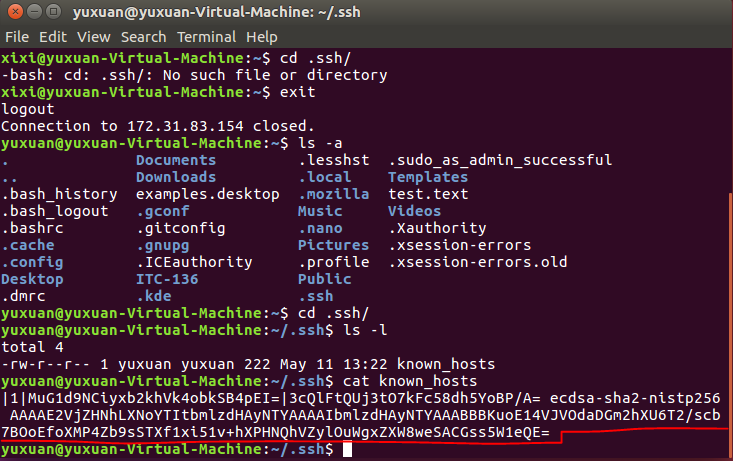 yuxuan@yuxuan-Virtual-Machine: ~/.ssh
File Edit View Search Terminal Help
xixi@yuxuan-Virtual-Machine:~$ cd .ssh/
-bash: cd: .ssh/: No such file or directory
xixi@yuxuan-Virtual-Machine:~$ exit
logout
Connection to 172.31.83.154 closed.
yuxuan@yuxuan-Virtual-Machine:~$ ls -a
. Documents .lesshst .sudo_as_admin_successful
.. Downloads .local Templates
.bash_history examples.desktop .mozilla test.text
.bash_logout .gconf Music Videos
.bashrc .gitconfig .nano .Xauthority
.cache .gnupg Pictures .xsession-errors
.config .ICEauthority .profile .xsession-errors.old
Desktop ITC-136 Public
.dmrc .kde .ssh
yuxuan@yuxuan-Virtual-Machine:~$ cd .ssh/
yuxuan@yuxuan-Virtual-Machine:~/.ssh$ ls -l
total 4
-rw-r--r-- 1 yuxuan yuxuan 222 May 11 13:22 known_hosts
yuxuan@yuxuan-Virtual-Machine:~/.ssh$ cat known_hosts
|1|MuG1d9NCiyxb2khVk4obkSB4pEI=|3cQlFtQUj3tO7kFc58dh5YoBP/A= ecdsa-sha2-nistp256
AAAAE2VjZHNhLXNoYTItbmlzdHAyNTYAAAAIbmlzdHAyNTYAAABBBKuoE14VJVOdaDGm2hXU6T2/scb
7BOoEfoXMP4Zb9sSTXf1xi51v+hXPHNQhVZylOuWgxZXW8weSACGss5W1eQE=
yuxuan@yuxuan-Virtual-Machine:~/.ssh$